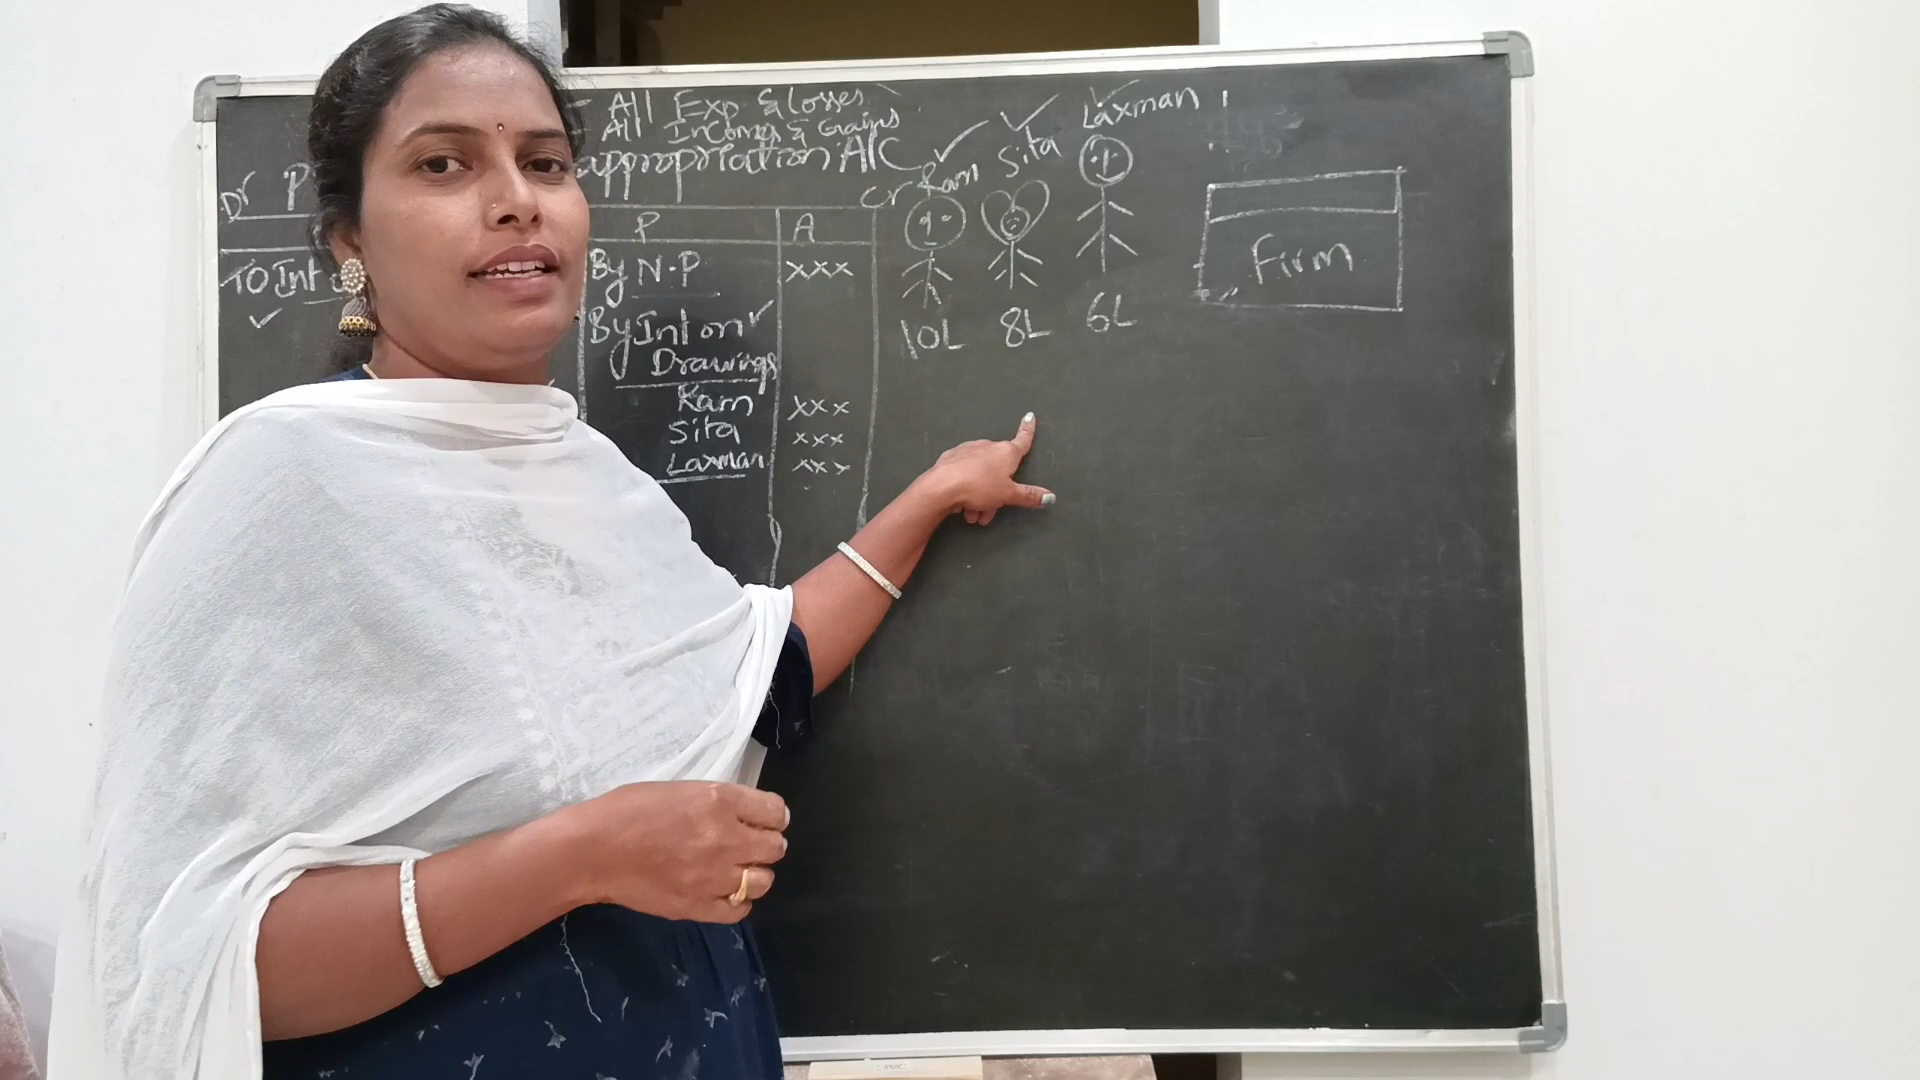 All Exp & Losses
All Incomes & Gains
Dr P appropriation A/C Cr
P A
To Int
By N.P xxx
By Int on
Drawings
Ram xxx
Sita xxx
Laxman xxx
Ram Sita Laxman
10L 8L 6L
Firm